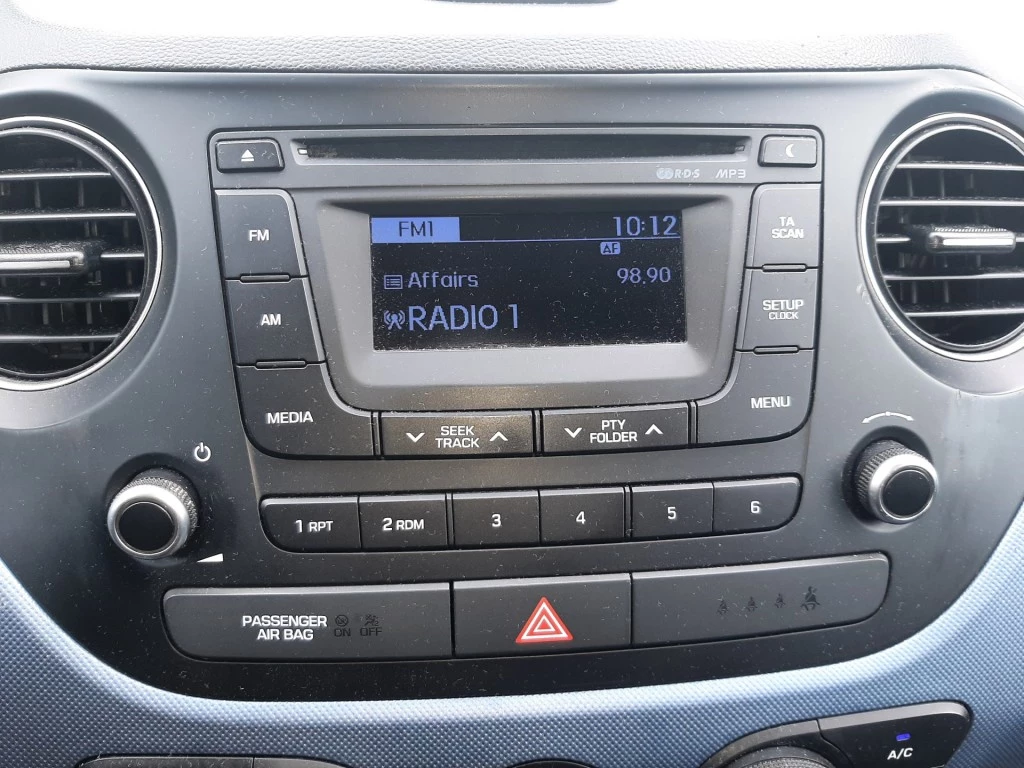 R·D·S MP3
FM1 10:12
AF
Affairs 98.90
RADIO 1
FM
AM
MEDIA
TA
SCAN
SETUP
CLOCK
MENU
SEEK
TRACK
PTY
FOLDER
1 RPT 2 RDM 3 4 5 6
PASSENGER
AIR BAG
ON OFF
A/C